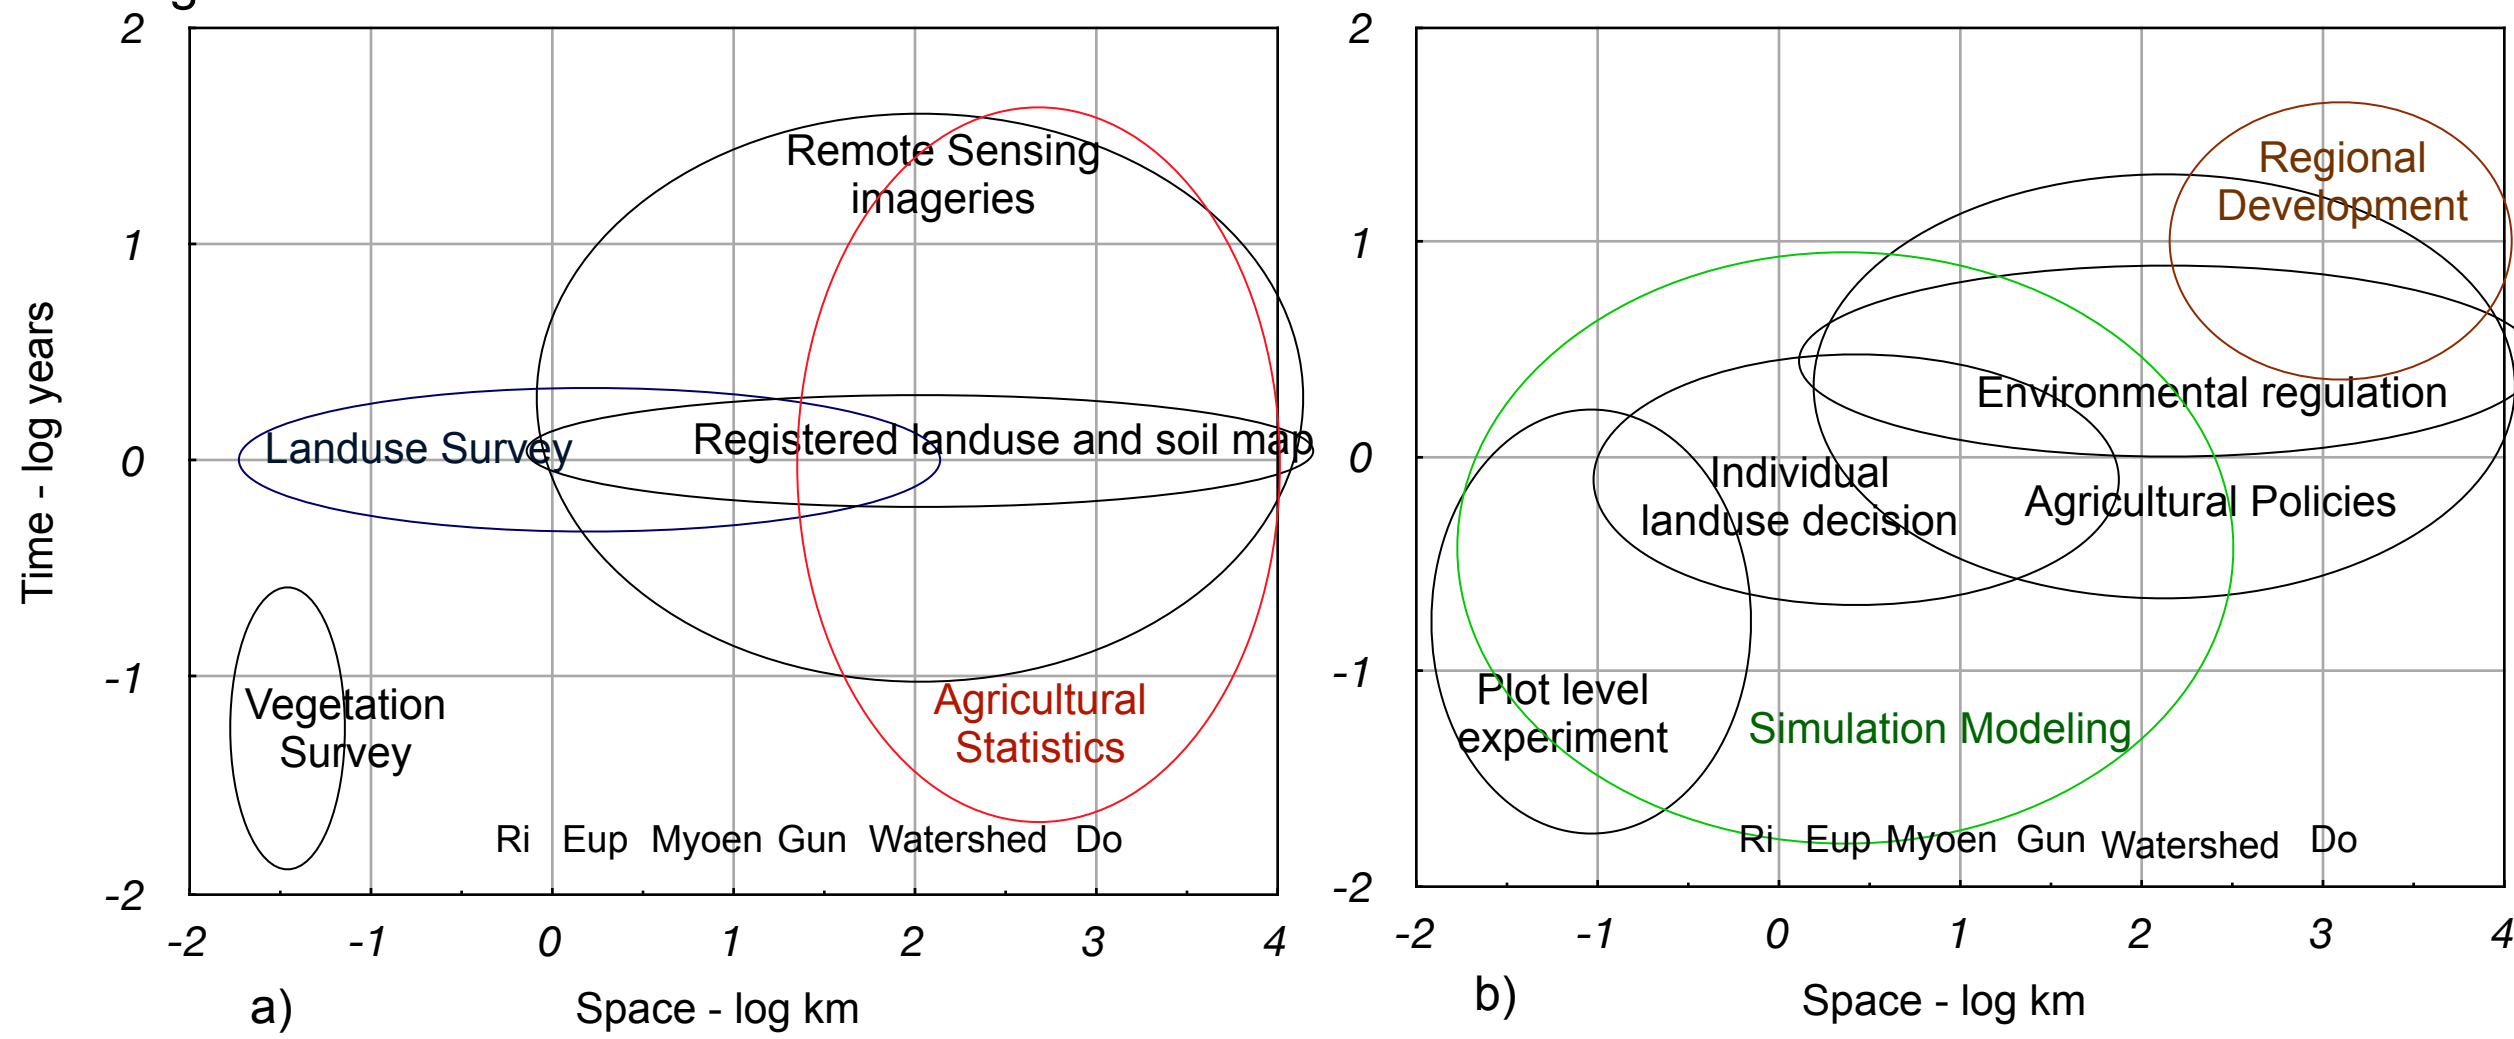 2
1
0
-1
-2
Time - log years
Remote Sensing
imageries
Landuse Survey
Registered landuse and soil map
Vegetation
Survey
Agricultural
Statistics
Ri Eup Myoen Gun Watershed Do
-2 -1 0 1 2 3 4
a)
Space - log km
2
1
0
-1
-2
Regional
Development
Environmental regulation
Individual
landuse decision
Agricultural Policies
Plot level
experiment
Simulation Modeling
Ri Eup Myoen Gun Watershed Do
-2 -1 0 1 2 3 4
b)
Space - log km